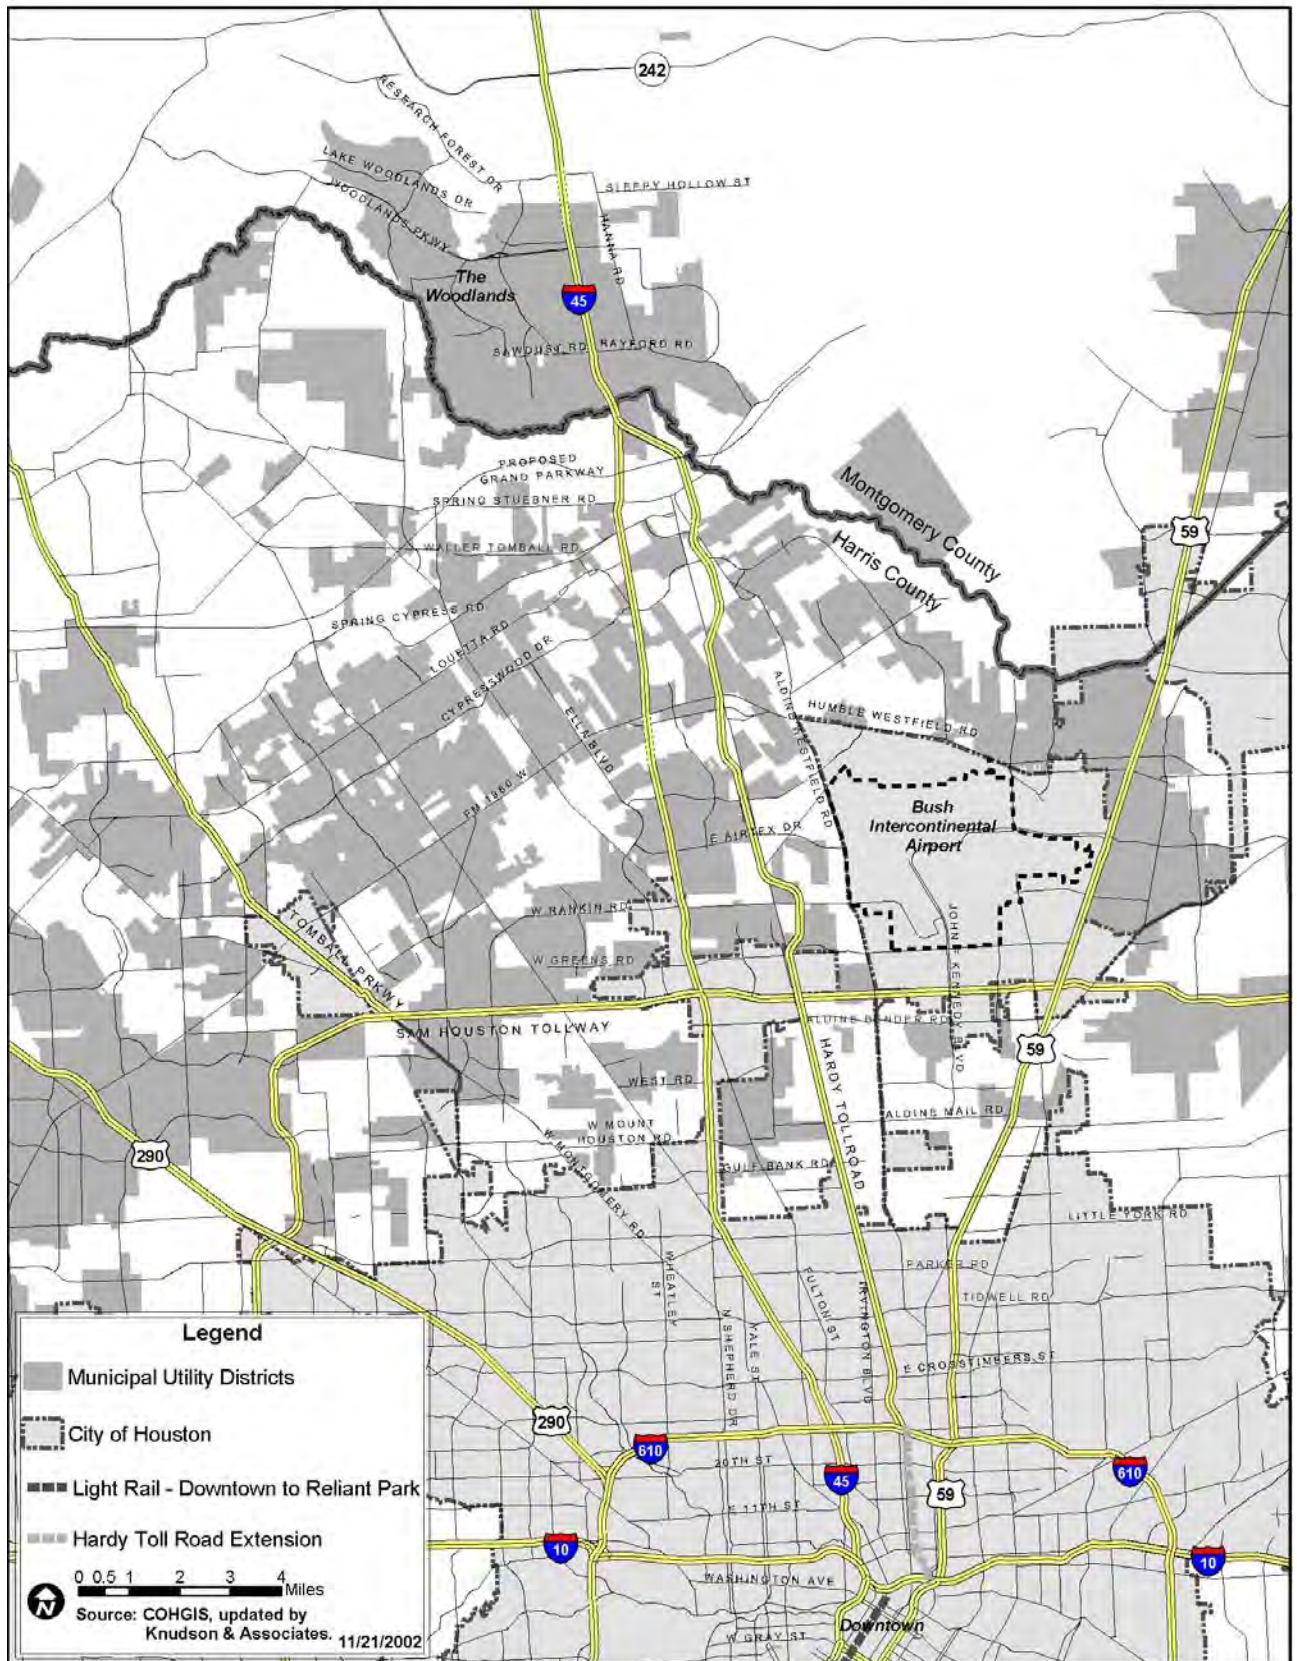 242
RESEARCH FOREST DR
LAKE WOODLANDS DR
WOODLANDS PKWY
SLEEPY HOLLOW ST
HANNA RD
The
Woodlands
45
SAWDUST RD
RAYFORD RD
PROPOSED
GRAND PARKWAY
SPRING STUEBNER RD
Montgomery County
Harris County
59
WALLER TOMBALL RD
SPRING CYPRESS RD
LOUETTA RD
CYPRESSWOOD DR
ELLA BLVD
ALDINE WESTFIELD RD
HUMBLE WESTFIELD RD
FM 1960 W
Bush
Intercontinental
Airport
E AIRTEX DR
W RANKIN RD
TOMBALL PRKWY
JOHN F KENNEDY BLVD
W GREENS RD
SAM HOUSTON TOLLWAY
ALDINE BENDER RD
59
HARDY TOLLROAD
WEST RD
ALDINE MAIL RD
W MOUNT
HOUSTON RD
290
W MONTGOMERY RD
GULF BANK RD
LITTLE YORK RD
PARKER RD
TIDWELL RD
WHEATLEY
ST
N SHEPHERD DR
YALE ST
FULTON ST
IRVINGTON BLVD
E CROSSTIMBERS ST
290
610
20TH ST
45
59
610
E 11TH ST
10
10
WASHINGTON AVE
Downtown
W GRAY ST
Legend
Municipal Utility Districts
City of Houston
Light Rail - Downtown to Reliant Park
Hardy Toll Road Extension
0 0.5 1 2 3 4
Miles
N
Source: COHGIS, updated by
Knudson & Associates.
11/21/2002